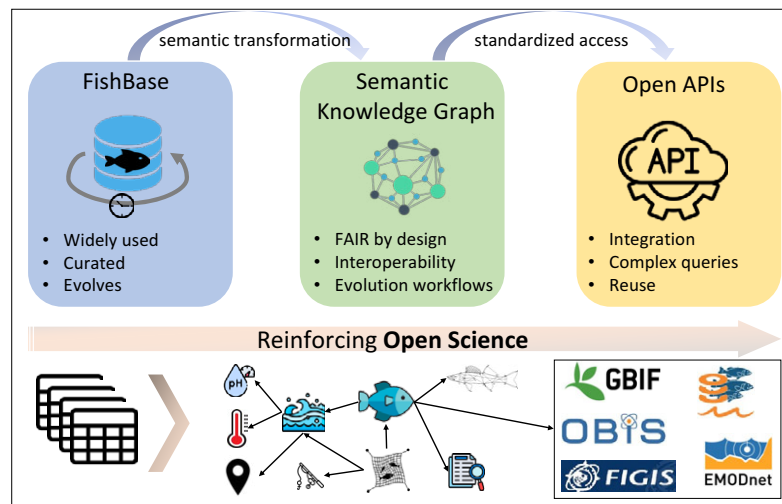 semantic transformation
standardized access
FishBase
Semantic
Knowledge Graph
Open APIs
API
• Widely used
• Curated
• Evolves
• FAIR by design
• Interoperability
• Evolution workflows
• Integration
• Complex queries
• Reuse
Reinforcing Open Science
pH
GBIF
OBIS
FIGIS
EMODnet